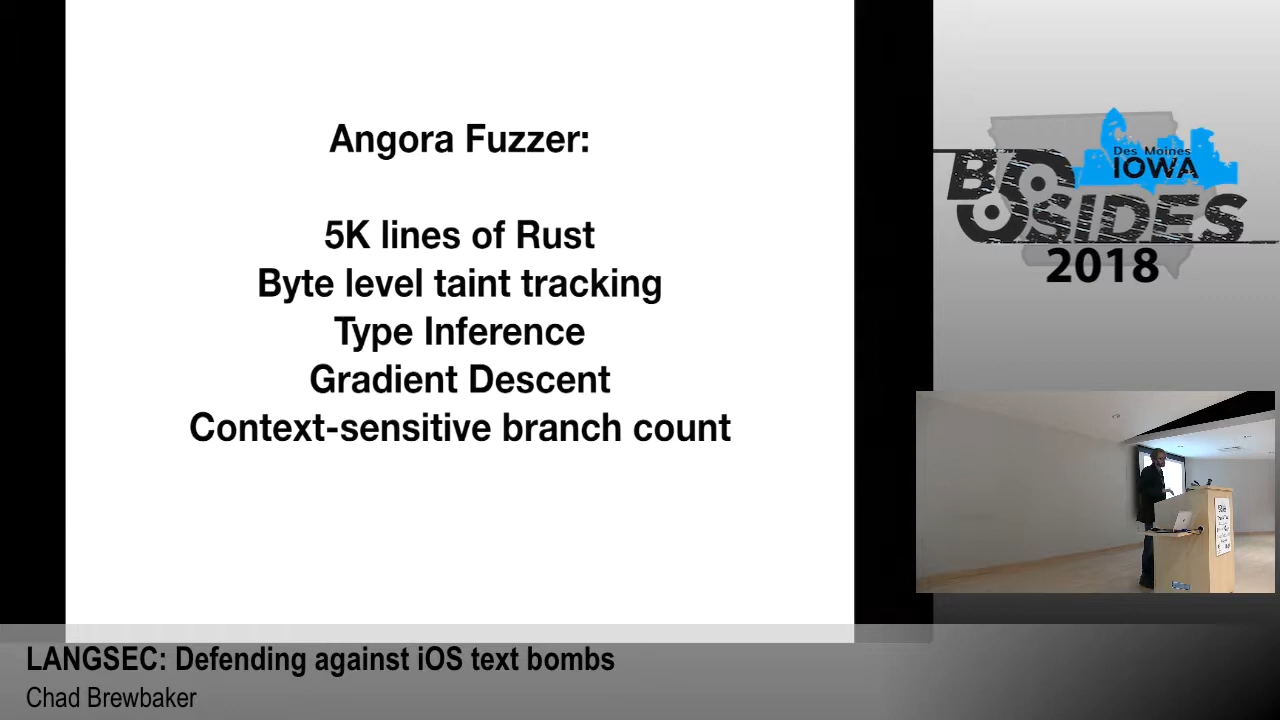 Angora Fuzzer:
5K lines of Rust
Byte level taint tracking
Type Inference
Gradient Descent
Context-sensitive branch count
Des Moines
IOWA
BSIDES
2018
LANGSEC: Defending against iOS text bombs
Chad Brewbaker